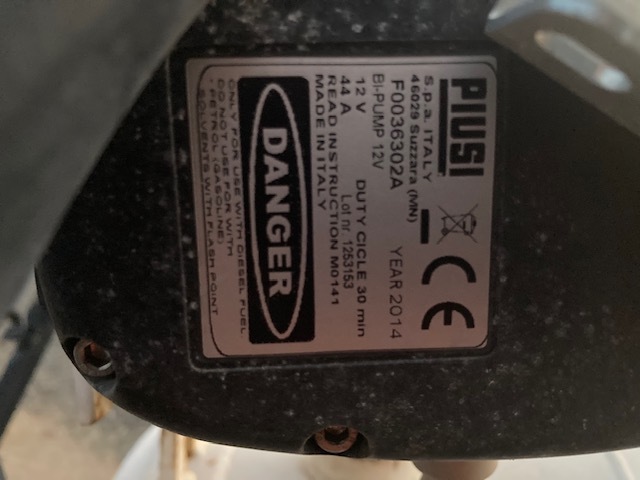 PIUSI
S.p.a. ITALY
46029 Suzzara (MN)
CE
F0036302A YEAR 2014
BI-PUMP 12V
12 V DUTY CICLE 30 min
44 A Lot nr. 1253153
READ INSTRUCTION M0141
MADE IN ITALY
DANGER
ONLY FOR USE WITH DIESEL FUEL.
DO NOT USE FOR WITH
- PETROL (GASOLINE)
SOLVENTS WITH FLASH POINT